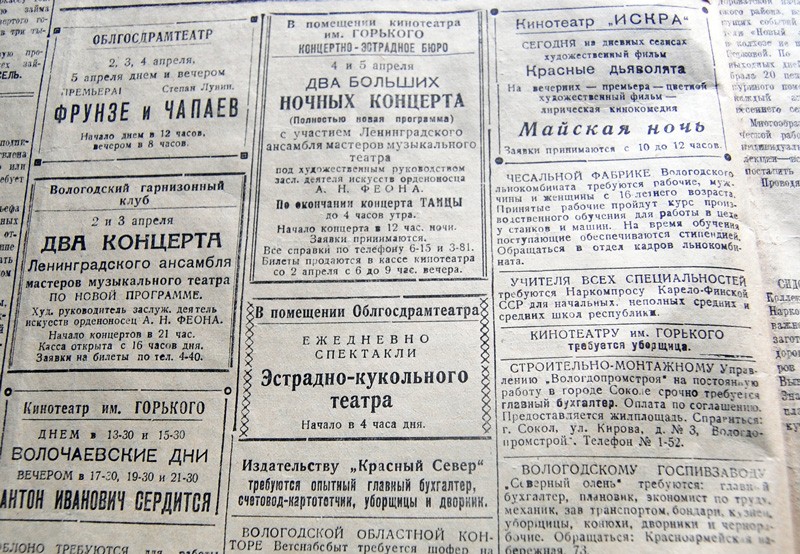 ОБЛГОСДРАМТЕАТР
2, 3, 4 апреля,
5 апреля днем и вечером
ПРЕМЬЕРА! Степан Лунин.
ФРУНЗЕ и ЧАПАЕВ
Начало днем в 12 часов,
вечером в 8 часов.
Вологодский гарнизонный
клуб
2 и 3 апреля
ДВА КОНЦЕРТА
Ленинградского ансамбля
мастеров музыкального театра
ПО НОВОЙ ПРОГРАММЕ.
Худ. руководитель заслуж. деятель
искусств орденоносец А. Н. ФЕОНА.
Начало концертов в 21 час.
Касса открыта с 16 часов дня.
Заявки на билеты по тел. 4-40.
Кинотеатр им. ГОРЬКОГО
ДНЕМ в 13-30 и 15-30
ВОЛОЧАЕВСКИЕ ДНИ
ВЕЧЕРОМ в 17-30, 19-30 и 21-30
АНТОН ИВАНОВИЧ СЕРДИТСЯ
ТРЕБУЮТСЯ для работы
В помещении кинотеатра
им. ГОРЬКОГО
КОНЦЕРТНО-ЭСТРАДНОЕ БЮРО
4 и 5 апреля
ДВА БОЛЬШИХ
НОЧНЫХ КОНЦЕРТА
(Полностью новая программа)
с участием Ленинградского
ансамбля мастеров музыкального
театра
под художественным руководством
засл. деятеля искусств орденоносца
А. Н. ФЕОНА.
По окончании концерта ТАНЦЫ
до 4 часов утра.
Начало концерта в 12 час. ночи.
Заявки принимаются.
Все справки по телефону 6-15 и 3-81.
Билеты продаются в кассе кинотеатра
со 2 апреля с 6 до 9 час. вечера.
В помещении Облгосдрамтеатра
ЕЖЕДНЕВНО
СПЕКТАКЛИ
Эстрадно-кукольного
театра
Начало в 4 часа дня.
Издательству „Красный Север“
требуются опытный главный бухгалтер,
счетовод-картотетчик, уборщицы и дворник.
ВОЛОГОДСКОЙ ОБЛАСТНОЙ КОН-
ТОРЕ Ветснабсбыт требуется шофер на
Кинотеатр „ИСКРА“
СЕГОДНЯ на дневных сеансах
художественный фильм
Красные дьяволята
На вечерних — премьера — цветной
художественный фильм —
лирическая кинокомедия
Майская ночь
Заявки принимаются с 10 до 12 часов.
ЧЕСАЛЬНОЙ ФАБРИКЕ Вологодского
льнокомбината требуются рабочие, муж-
чины и женщины с 16-летнего возраста.
Принятые рабочие пройдут курс произ-
водственного обучения для работы в цехе
у станков и машин. На время обучения
поступающие обеспечиваются стипендией.
Обращаться в отдел кадров льнокомби-
ната.
УЧИТЕЛЯ ВСЕХ СПЕЦИАЛЬНОСТЕЙ
требуются Наркомпросу Карело-Финской
ССР для начальных, неполных средних и
средних школ республики.
КИНОТЕАТРУ им. ГОРЬКОГО
требуется уборщица.
СТРОИТЕЛЬНО-МОНТАЖНОМУ Управ-
лению „Вологдопромстроя“ на постоянную
работу в городе Соколе срочно требуется
главный бухгалтер. Оплата по соглашению.
Предоставляется жилплощадь. Справиться:
г. Сокол, ул. Кирова, д. № 3, Вологдо-
промстрой. Телефон № 1-52.
ВОЛОГОДСКОМУ ГОСПИВЗАВОДУ
„Северный олень“ требуются: главный
бухгалтер, плановик, экономист по труду,
механик, зав транспортом, бондари,
уборщицы, конюхи, дворники и черно-
рабочие. Обращаться: Красноармейская на-
бережная, 73.